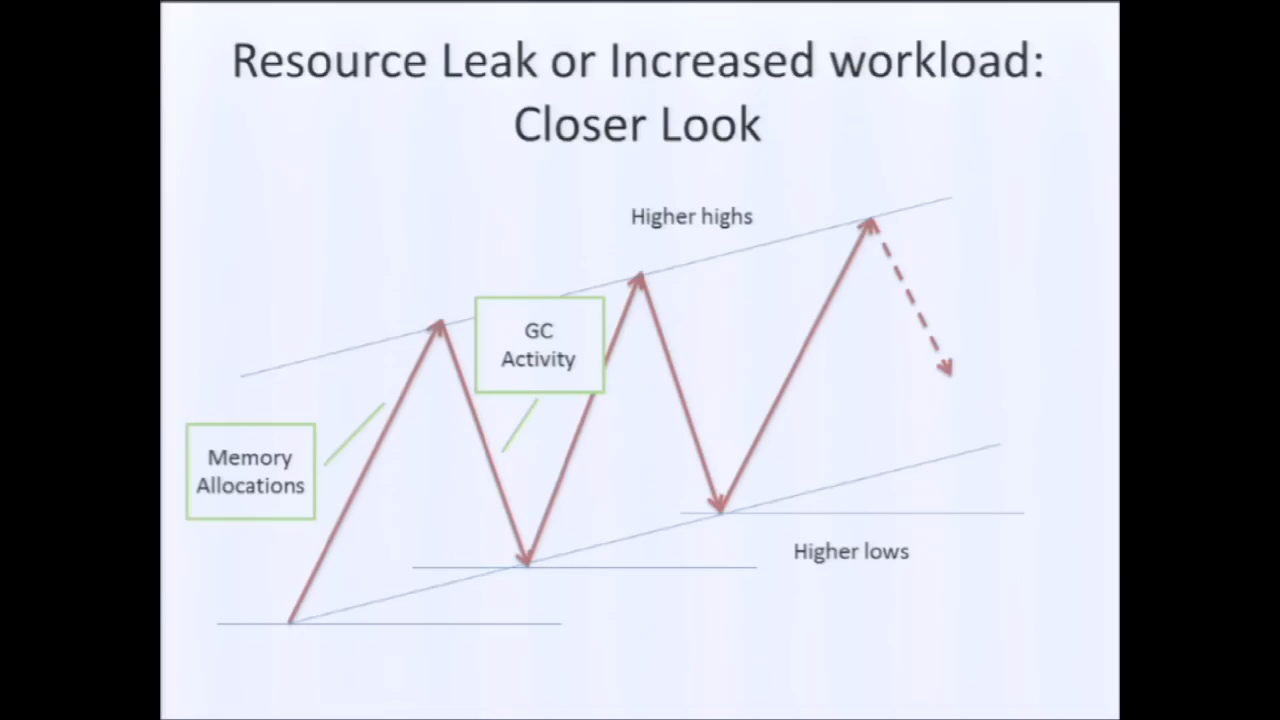 Resource Leak or Increased workload:
Closer Look
Higher highs
GC
Activity
Memory
Allocations
Higher lows